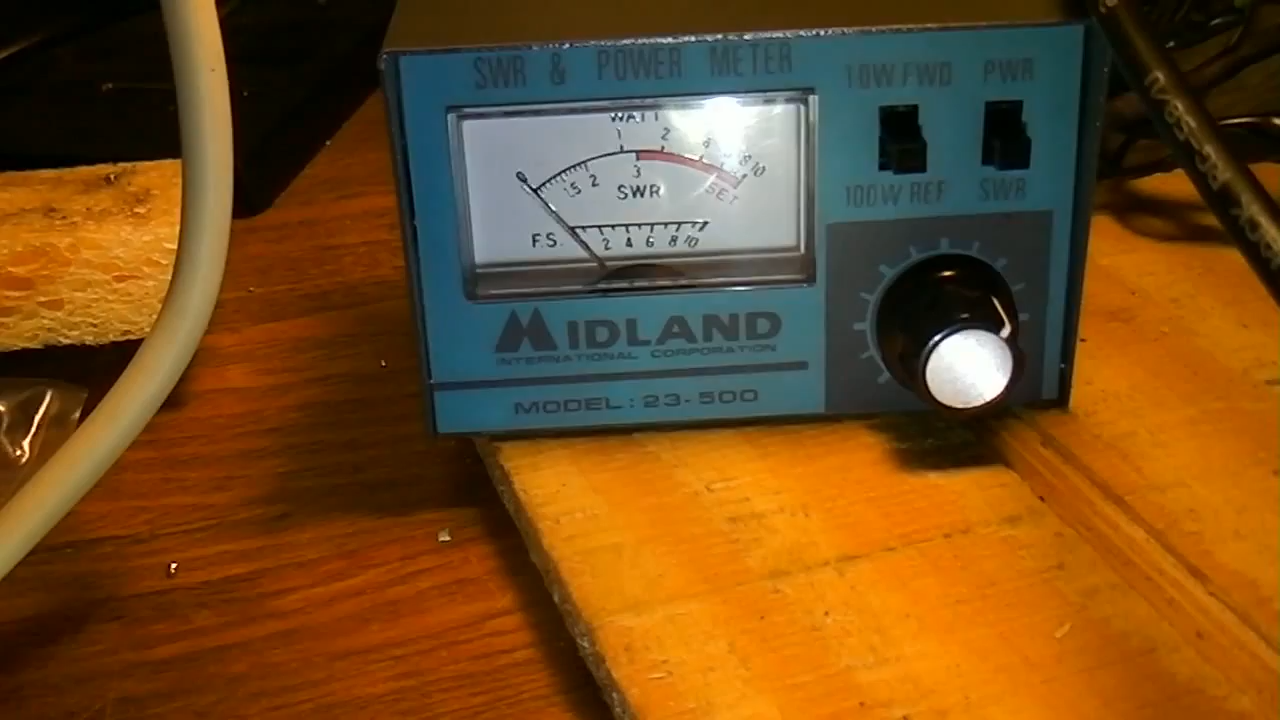 SWR & POWER METER
10W FWD PWR
WATT
1 2
0
1.5 2 3
SWR SET
8 10
F.S. 2 4 6 8 10
100W REF SWR
MIDLAND
INTERNATIONAL CORPORATION
MODEL: 23-500